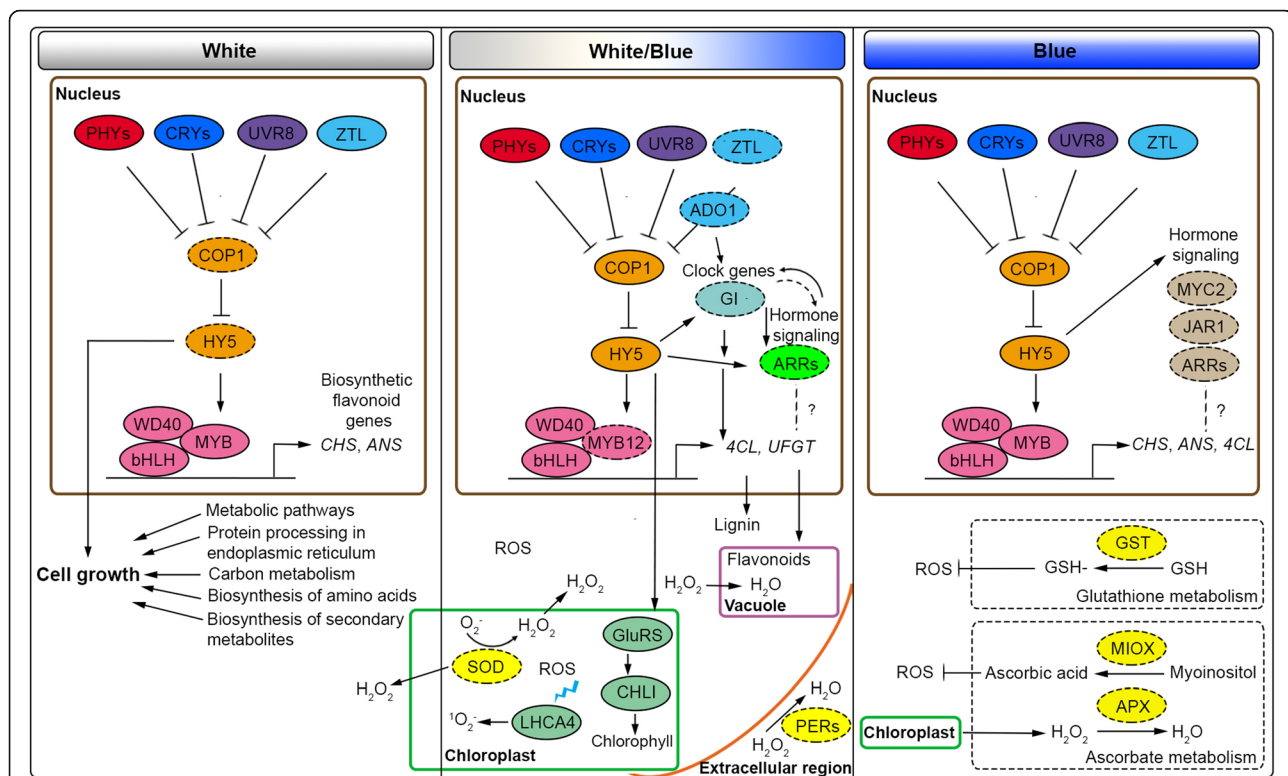 White
Nucleus
PHYs
CRYs
UVR8
ZTL
COP1
HY5
WD40
MYB
bHLH
Biosynthetic
flavonoid
genes
CHS, ANS
Metabolic pathways
Protein processing in
endoplasmic reticulum
Cell growth
Carbon metabolism
Biosynthesis of amino acids
Biosynthesis of secondary
metabolites
White/Blue
Nucleus
PHYs
CRYs
UVR8
ZTL
ADO1
COP1
Clock genes
GI
Hormone
signaling
HY5
ARRs
?
WD40
MYB12
bHLH
4CL, UFGT
Lignin
ROS
Flavonoids
H2O2
H2O
Vacuole
H2O2
O2-
H2O2
SOD
ROS
H2O2
1O2-
LHCA4
GluRS
CHLI
Chlorophyll
Chloroplast
H2O
PERs
H2O2
Extracellular region
Blue
Nucleus
PHYs
CRYs
UVR8
ZTL
COP1
Hormone
signaling
MYC2
JAR1
HY5
ARRs
?
WD40
MYB
bHLH
CHS, ANS, 4CL
GST
ROS
GSH-
GSH
Glutathione metabolism
MIOX
ROS
Ascorbic acid
Myoinositol
APX
Chloroplast
H2O2
H2O
Ascorbate metabolism